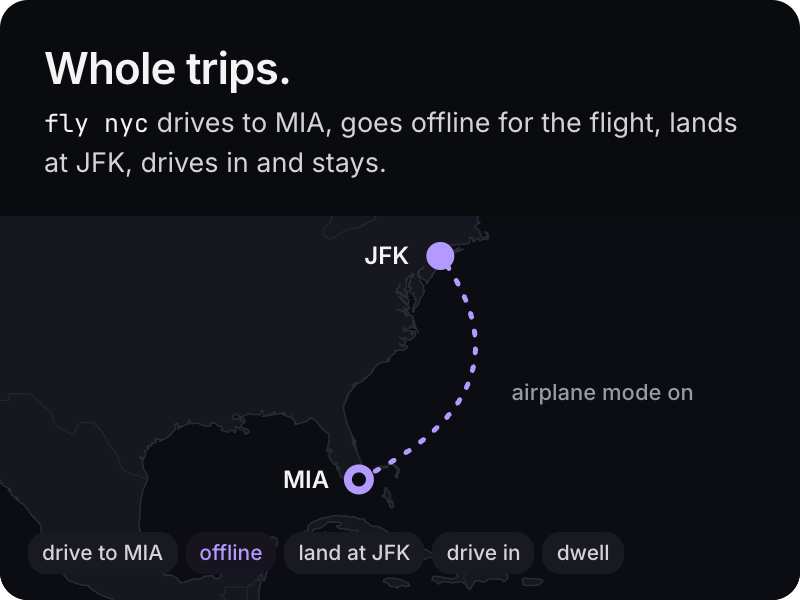 Whole trips.
fly nyc drives to MIA, goes offline for the flight, lands
at JFK, drives in and stays.
JFK
airplane mode on
MIA
drive to MIA
offline
land at JFK
drive in
dwell